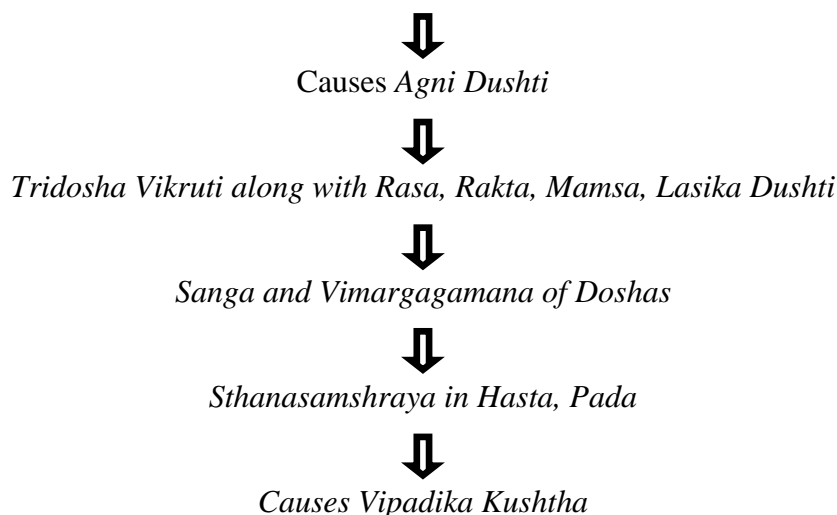 Causes Agni Dushti
Tridosha Vikruti along with Rasa, Rakta, Mamsa, Lasika Dushti
Sanga and Vimargagamana of Doshas
Sthanasamshraya in Hasta, Pada
Causes Vipadika Kushtha